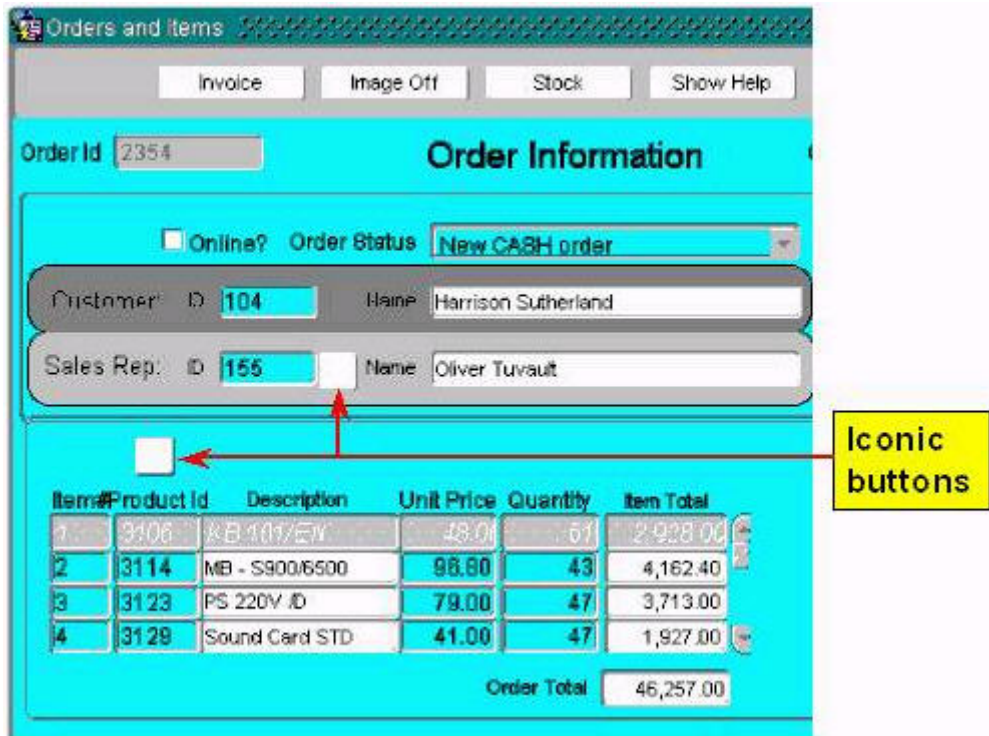 Orders and Items
Invoice Image Off Stock Show Help
Order Id 2354 Order Information
Online? Order Status New CASH order
Customer: ID 104 Name Harrison Sutherland
Sales Rep: ID 155 Name Oliver Tuvault
Iconic buttons
Item# Product Id Description Unit Price Quantity Item Total
1 3106 KB 101/EN 48.00 61 2,928.00
2 3114 MB - S900/6500 96.80 43 4,162.40
3 3123 PS 220V /D 79.00 47 3,713.00
4 3129 Sound Card STD 41.00 47 1,927.00
Order Total 46,257.00